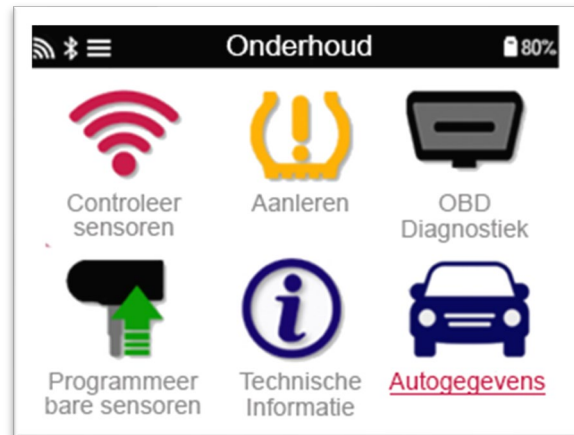 Onderhoud 80%
Controleer
sensoren
Aanleren
OBD
Diagnostiek
Programmeer
bare sensoren
Technische
Informatie
Autogegevens